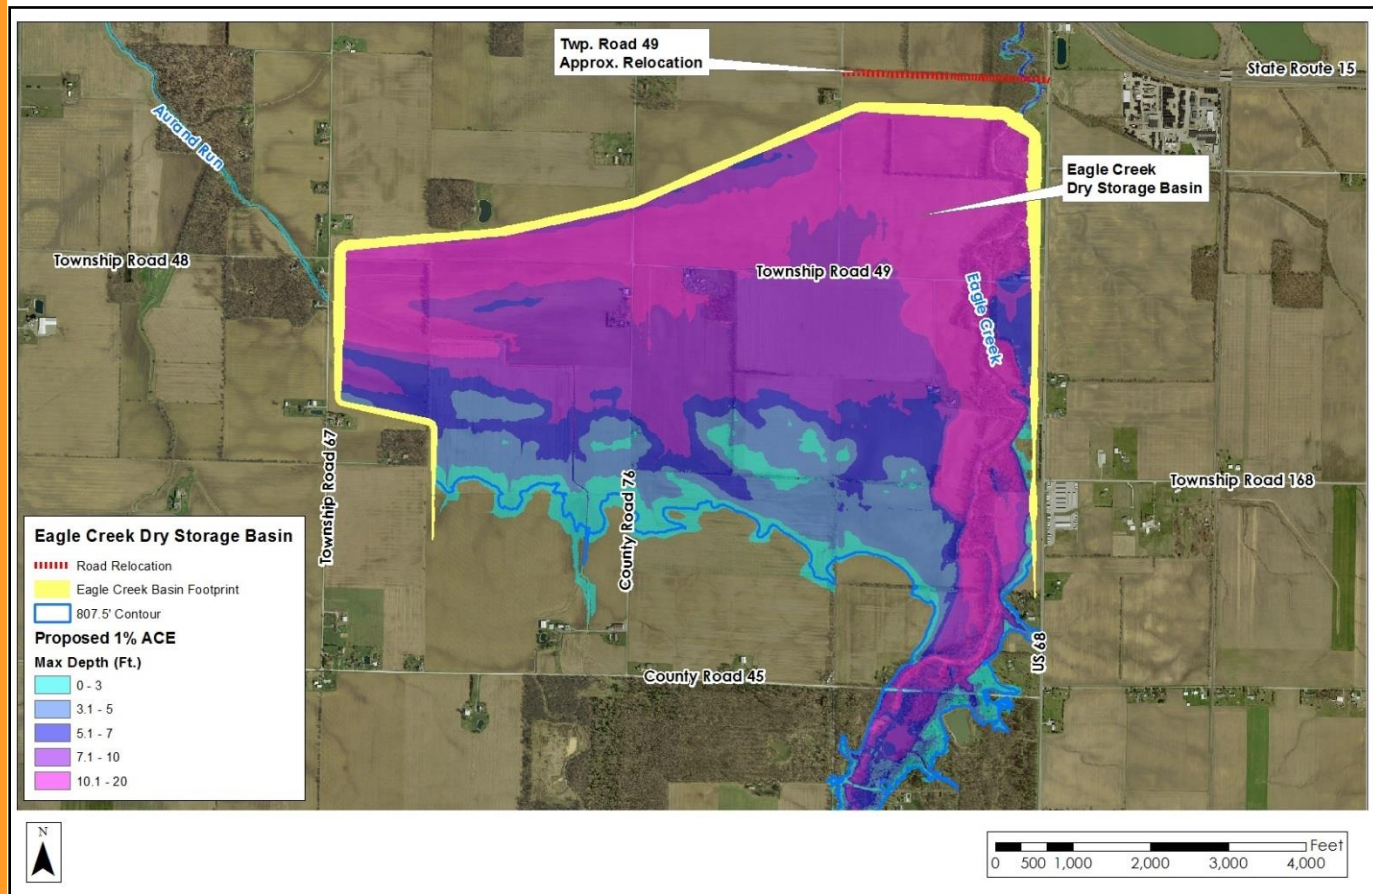 Twp. Road 49
Approx. Relocation
State Route 15
Aurand Run
Eagle Creek
Dry Storage Basin
Township Road 48
Township Road 49
Eagle Creek
Township Road 67
County Road 76
Township Road 168
US 68
County Road 45
Eagle Creek Dry Storage Basin
Road Relocation
Eagle Creek Basin Footprint
807.5' Contour
Proposed 1% ACE
Max Depth (Ft.)
0 - 3
3.1 - 5
5.1 - 7
7.1 - 10
10.1 - 20
N
Feet
0 500 1,000 2,000 3,000 4,000